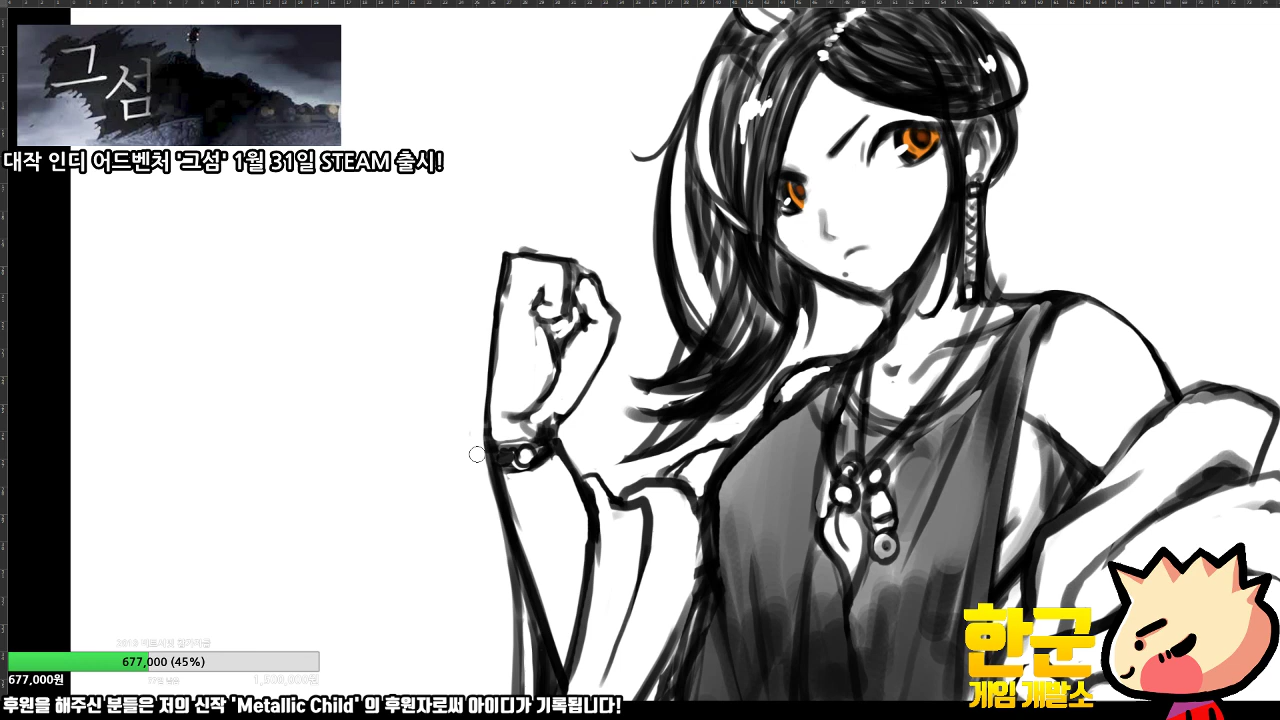 그섬
대작 인디 어드벤처 '그섬' 1월 31일 STEAM 출시!
677,000 (45%)
677,000원
1,500,000원
한군
게임 개발소
후원을 해주신 분들은 저의 신작 'Metallic Child' 의 후원자로써 아이디가 기록됩니다!